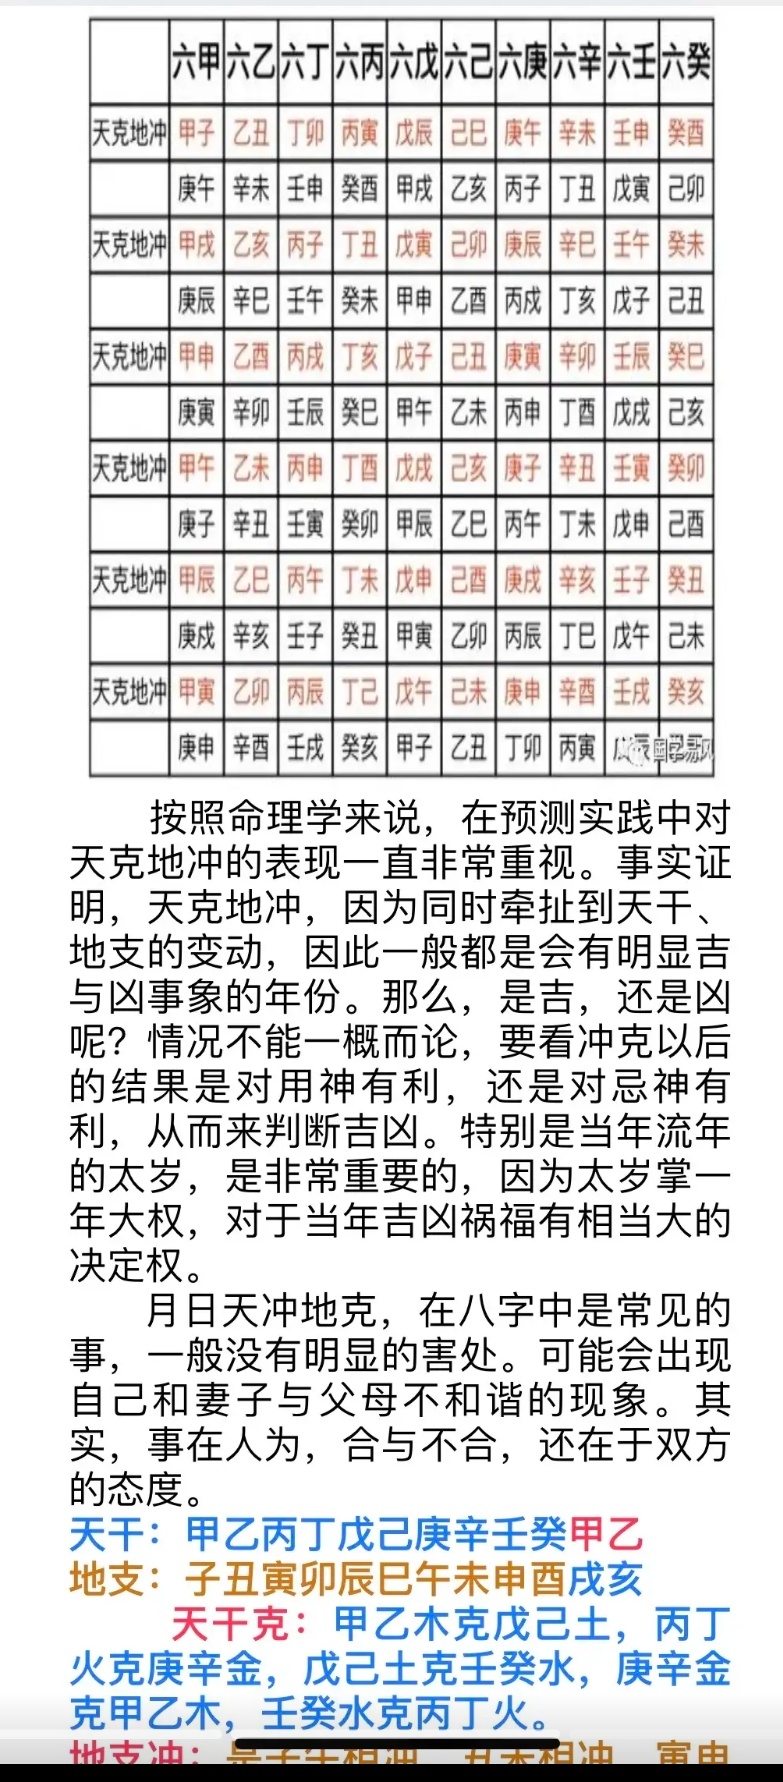 六甲 六乙 六丁 六丙 六戊 六己 六庚 六辛 六壬 六癸
天克地冲 甲子 乙丑 丁卯 丙寅 戊辰 己巳 庚午 辛未 壬申 癸酉
庚午 辛未 壬申 癸酉 甲戌 乙亥 丙子 丁丑 戊寅 己卯
天克地冲 甲戌 乙亥 丙子 丁丑 戊寅 己卯 庚辰 辛巳 壬午 癸未
庚辰 辛巳 壬午 癸未 甲申 乙酉 丙戌 丁亥 戊子 己丑
天克地冲 甲申 乙酉 丙戌 丁亥 戊子 己丑 庚寅 辛卯 壬辰 癸巳
庚寅 辛卯 壬辰 癸巳 甲午 乙未 丙申 丁酉 戊戌 己亥
天克地冲 甲午 乙未 丙申 丁酉 戊戌 己亥 庚子 辛丑 壬寅 癸卯
庚子 辛丑 壬寅 癸卯 甲辰 乙巳 丙午 丁未 戊申 己酉
天克地冲 甲辰 乙巳 丙午 丁未 戊申 己酉 庚戌 辛亥 壬子 癸丑
庚戌 辛亥 壬子 癸丑 甲寅 乙卯 丙辰 丁巳 戊午 己未
天克地冲 甲寅 乙卯 丙辰 丁己 戊午 己未 庚申 辛酉 壬戌 癸亥
庚申 辛酉 壬戌 癸亥 甲子 乙丑 丁卯 丙寅 国学易风
按照命理学来说，在预测实践中对
天克地冲的表现一直非常重视。事实证
明，天克地冲，因为同时牵扯到天干、
地支的变动，因此一般都是会有明显吉
与凶事象的年份。那么，是吉，还是凶
呢？情况不能一概而论，要看冲克以后
的结果是对用神有利，还是对忌神有
利，从而来判断吉凶。特别是当年流年
的太岁，是非常重要的，因为太岁掌一
年大权，对于当年吉凶祸福有相当大的
决定权。
月日天冲地克，在八字中是常见的
事，一般没有明显的害处。可能会出现
自己和妻子与父母不和谐的现象。其
实，事在人为，合与不合，还在于双方
的态度。
天干：甲乙丙丁戊己庚辛壬癸甲乙
地支：子丑寅卯辰巳午未申酉戌亥
天干克：甲乙木克戊己土，丙丁
火克庚辛金，戊己土克壬癸水，庚辛金
克甲乙木，壬癸水克丙丁火。
地支冲：是子午相冲，丑未相冲，寅申